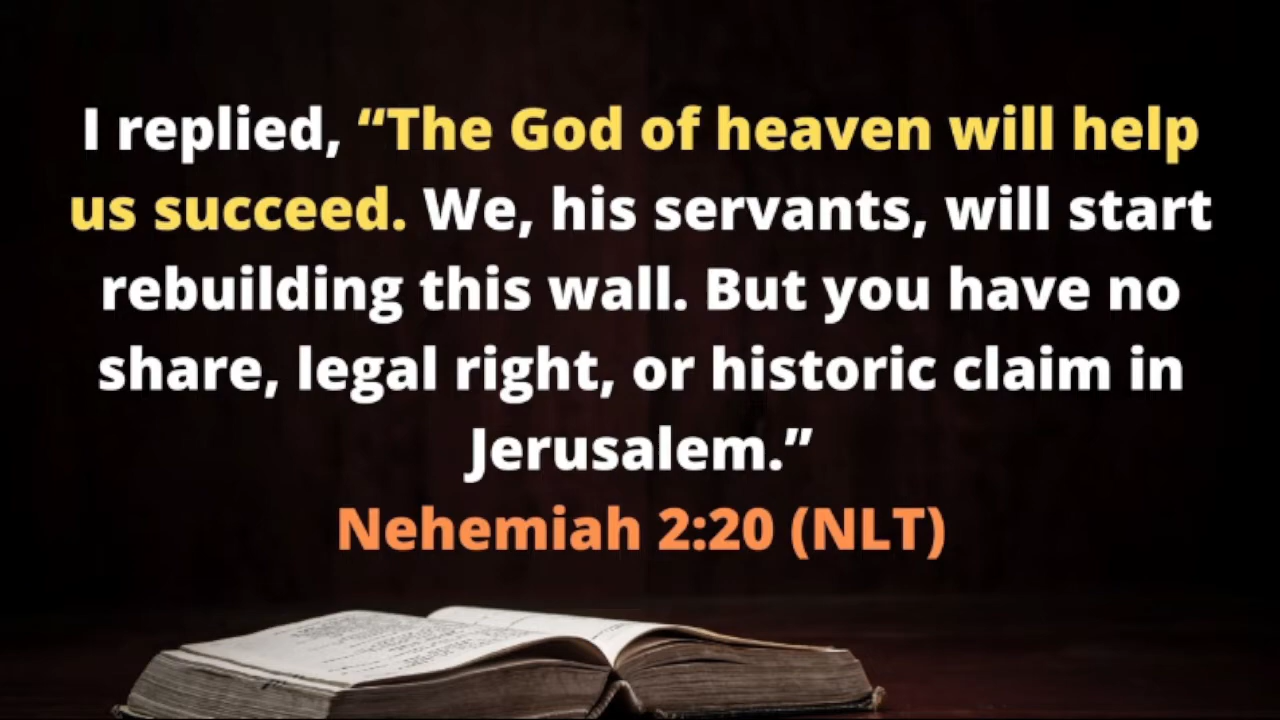 I replied, “The God of heaven will help
us succeed. We, his servants, will start
rebuilding this wall. But you have no
share, legal right, or historic claim in
Jerusalem.”
Nehemiah 2:20 (NLT)